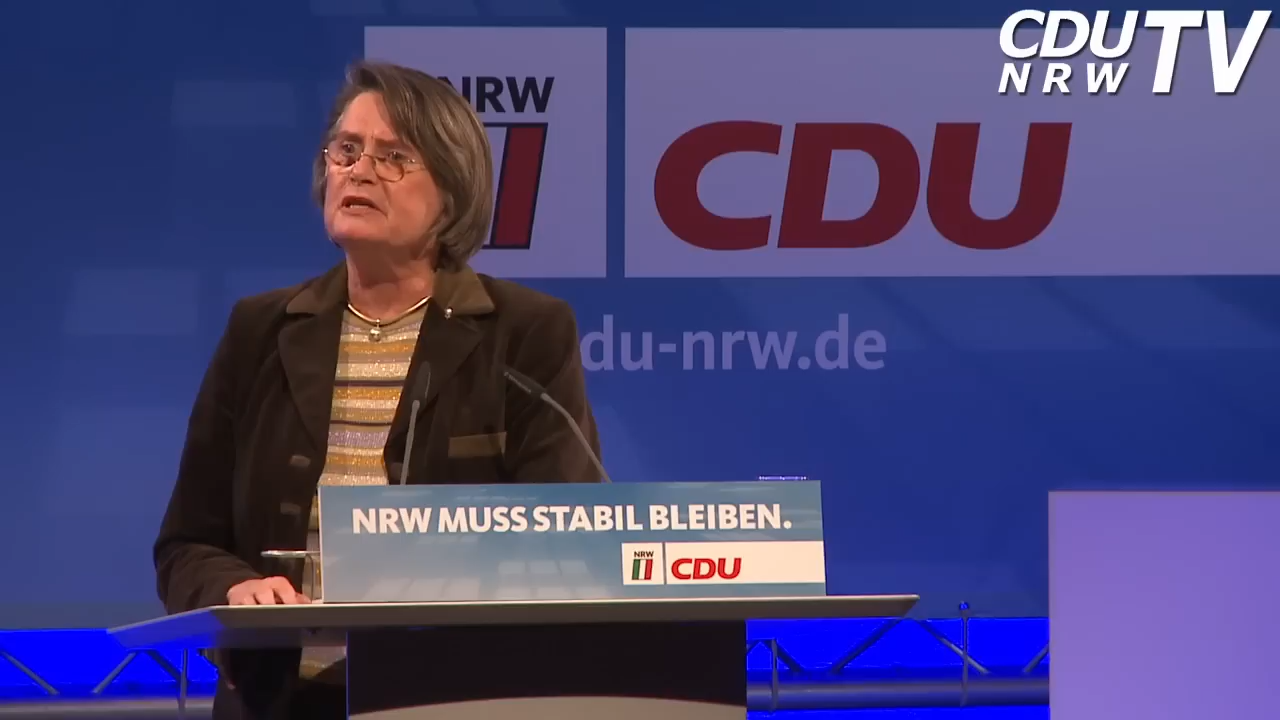 CDU TV
NRW
NRW
CDU
du-nrw.de
NRW MUSS STABIL BLEIBEN.
NRW
CDU